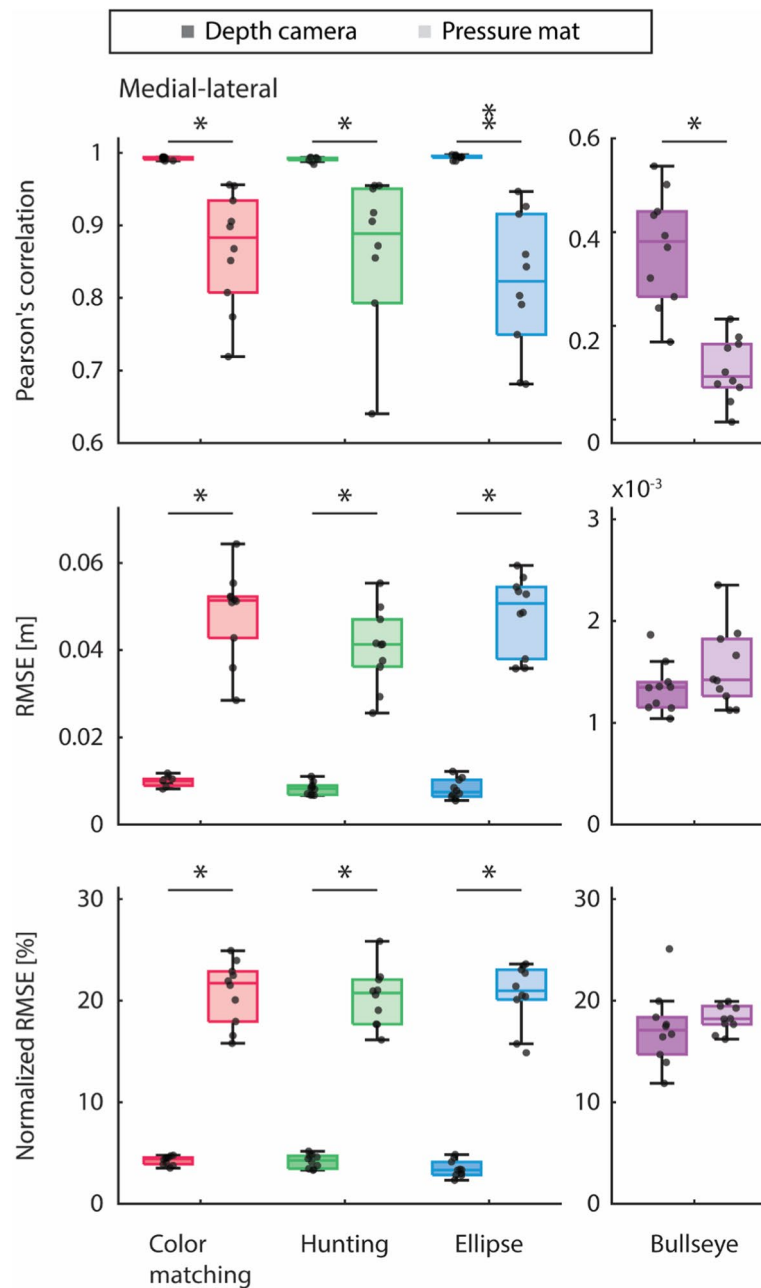 Depth camera Pressure mat
Medial-lateral
* * * * *
Pearson's correlation
1
0.9
0.8
0.7
0.6
0.6
0.4
0.2
0
* * *
RMSE [m]
0.06
0.04
0.02
0
x10⁻³
3
2
1
0
* * *
Normalized RMSE [%]
30
20
10
0
30
20
10
0
Color
matching
Hunting
Ellipse
Bullseye